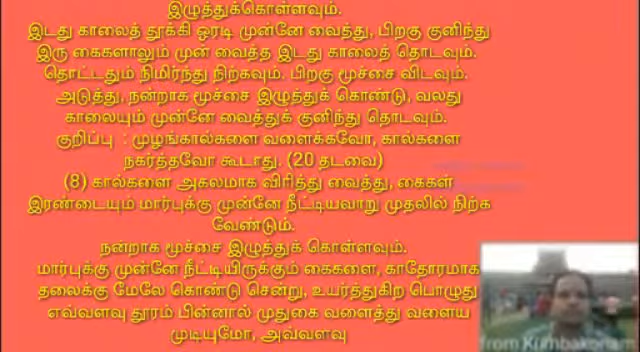 இழுத்துக்கொள்ளவும்.
இடது காலைத் தூக்கி ஓரடி முன்னே வைத்து, பிறகு குனிந்து
இரு கைகளாலும் முன் வைத்த இடது காலைத் தொடவும்.
தொட்டதும் நிமிர்ந்து நிற்கவும். பிறகு மூச்சை விடவும்.
அடுத்து, நன்றாக மூச்சை இழுத்துக் கொண்டு, வலது
காலையும் முன்னே வைத்துக் குனிந்து தொடவும்.
குறிப்பு : முழங்கால்களை வளைக்கவோ, கால்களை
நகர்த்தவோ கூடாது. (20 தடவை)
(8) கால்களை அகலமாக விரித்து வைத்து, கைகள்
இரண்டையும் மார்புக்கு முன்னே நீட்டியவாறு முதலில் நிற்க
வேண்டும்.
நன்றாக மூச்சை இழுத்துக் கொள்ளவும்.
மார்புக்கு முன்னே நீட்டியிருக்கும் கைகளை, காதோரமாக
தலைக்கு மேலே கொண்டு சென்று, உயர்த்துகிற பொழுது
எவ்வளவு தூரம் பின்னால் முதுகை வளைத்து வளைய
முடியுமோ, அவ்வளவு
from Kumbakonam